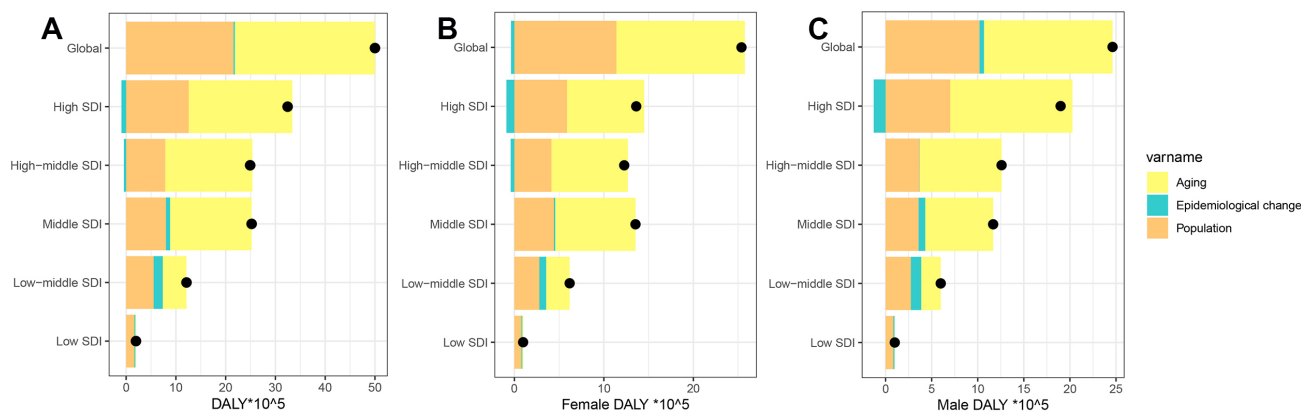 A
Global
High SDI
High−middle SDI
Middle SDI
Low−middle SDI
Low SDI
0 10 20 30 40 50
DALY*10^5
B
Global
High SDI
High−middle SDI
Middle SDI
Low−middle SDI
Low SDI
0 10 20
Female DALY *10^5
C
Global
High SDI
High−middle SDI
Middle SDI
Low−middle SDI
Low SDI
0 5 10 15 20 25
Male DALY *10^5
varname
Aging
Epidemiological change
Population